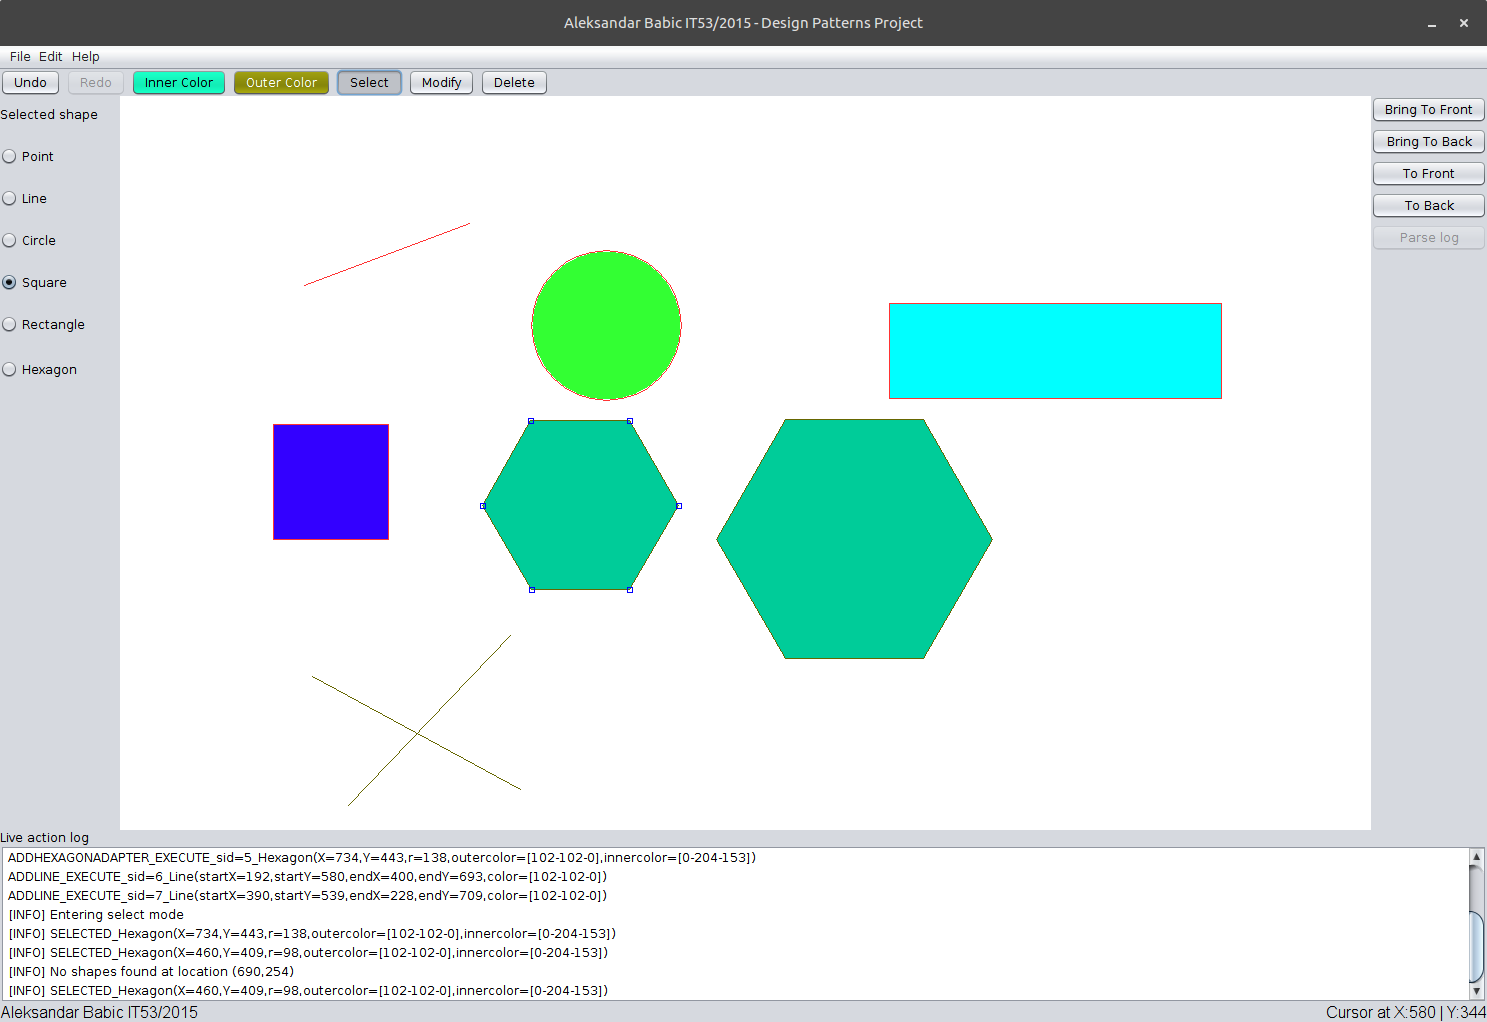 Aleksandar Babic IT53/2015 - Design Patterns Project
File Edit Help
Undo Redo Inner Color Outer Color Select Modify Delete
Selected shape
Point
Line
Circle
Square
Rectangle
Hexagon
Bring To Front
Bring To Back
To Front
To Back
Parse log
Live action log
ADDHEXAGONADAPTER_EXECUTE_sid=5_Hexagon(X=734,Y=443,r=138,outercolor=[102-102-0],innercolor=[0-204-153])
ADDLINE_EXECUTE_sid=6_Line(startX=192,startY=580,endX=400,endY=693,color=[102-102-0])
ADDLINE_EXECUTE_sid=7_Line(startX=390,startY=539,endX=228,endY=709,color=[102-102-0])
[INFO] Entering select mode
[INFO] SELECTED_Hexagon(X=734,Y=443,r=138,outercolor=[102-102-0],innercolor=[0-204-153])
[INFO] SELECTED_Hexagon(X=460,Y=409,r=98,outercolor=[102-102-0],innercolor=[0-204-153])
[INFO] No shapes found at location (690,254)
[INFO] SELECTED_Hexagon(X=460,Y=409,r=98,outercolor=[102-102-0],innercolor=[0-204-153])
Aleksandar Babic IT53/2015
Cursor at X:580 | Y:344